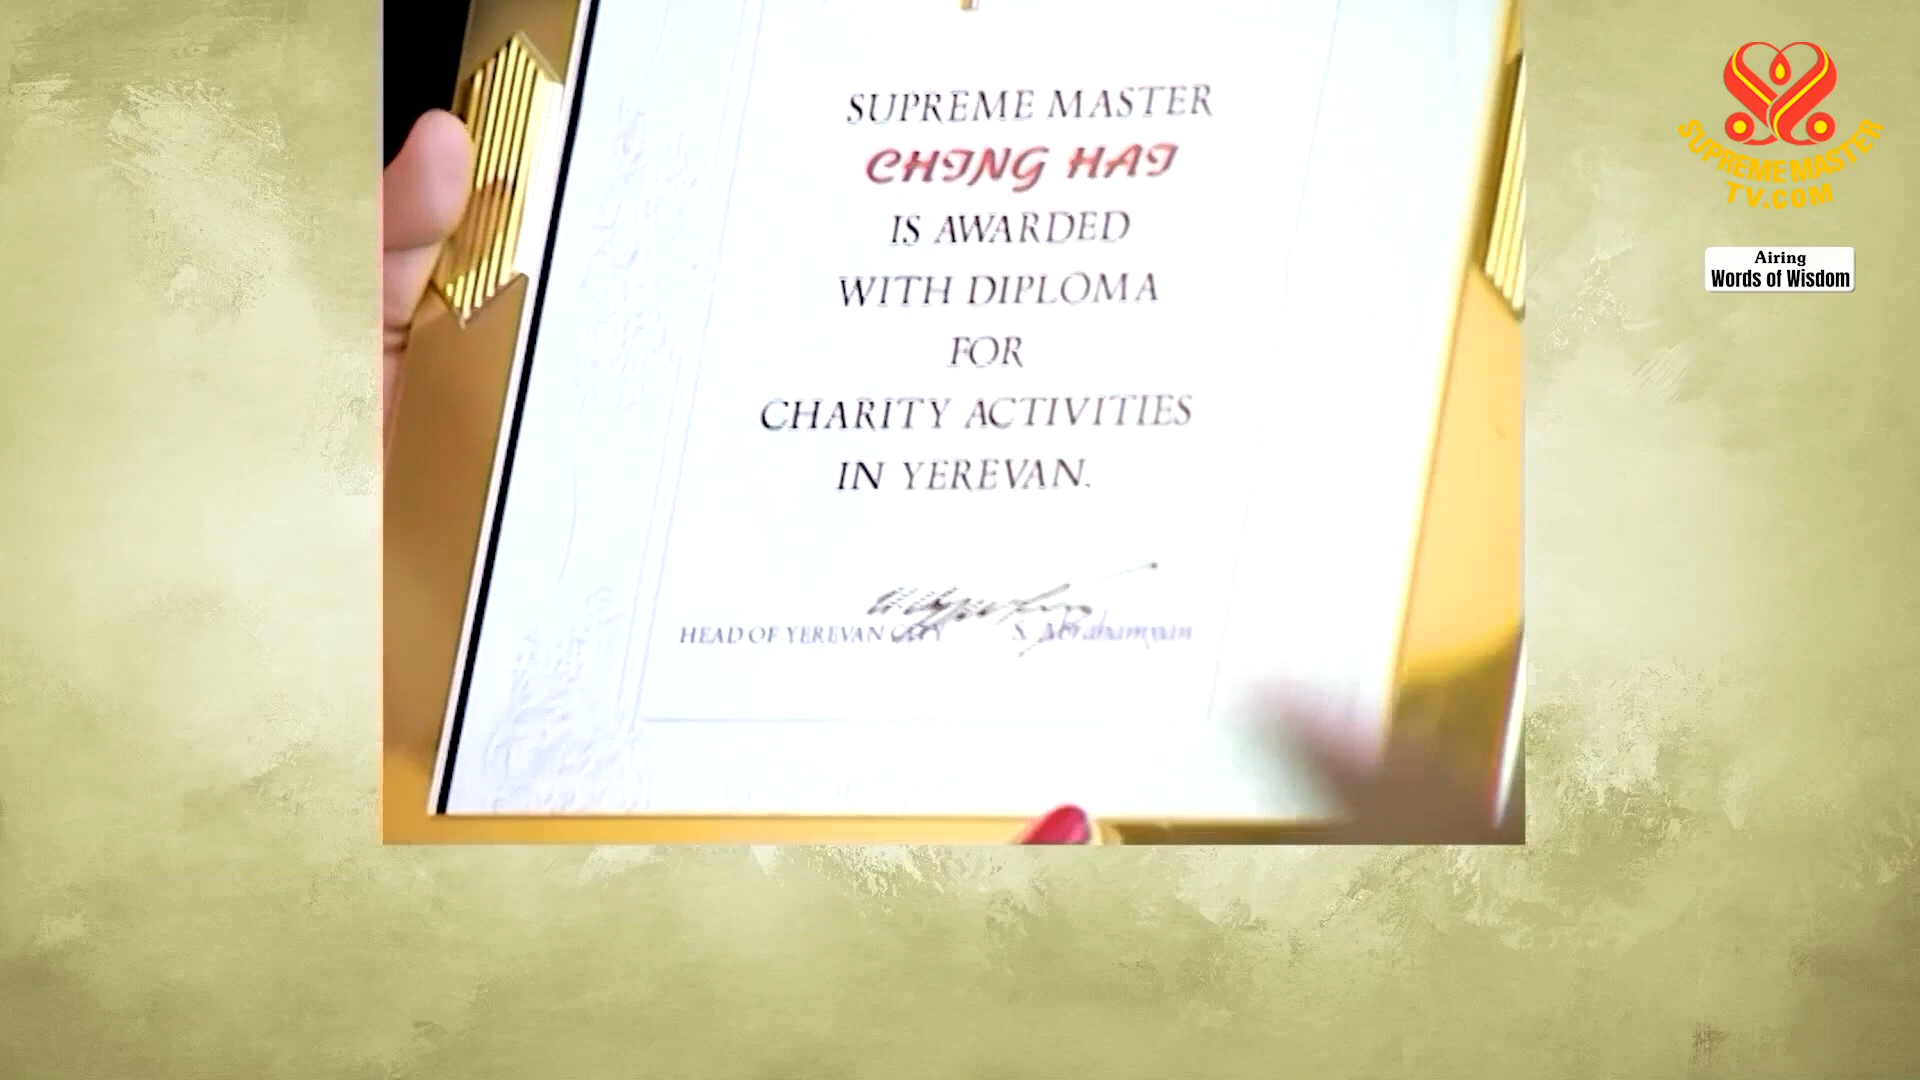 SUPREME MASTER
CHING HAI
IS AWARDED
WITH DIPLOMA
FOR
CHARITY ACTIVITIES
IN YEREVAN.
HEAD OF YEREVAN CITY S. Abrahamyan
SUPREME MASTER
TV.COM
Airing
Words of Wisdom